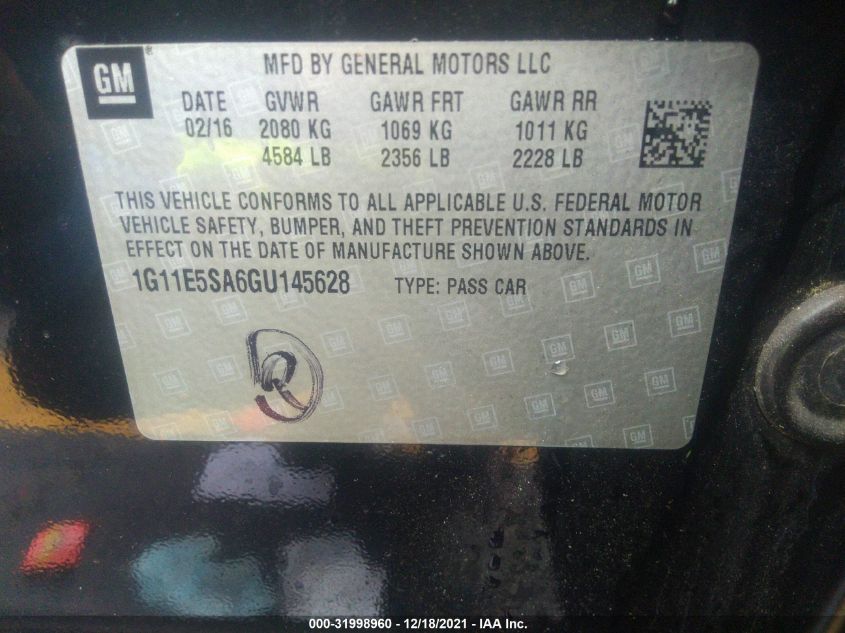 GM
MFD BY GENERAL MOTORS LLC
DATE GVWR GAWR FRT GAWR RR
02/16 2080 KG 1069 KG 1011 KG
4584 LB 2356 LB 2228 LB
THIS VEHICLE CONFORMS TO ALL APPLICABLE U.S. FEDERAL MOTOR
VEHICLE SAFETY, BUMPER, AND THEFT PREVENTION STANDARDS IN
EFFECT ON THE DATE OF MANUFACTURE SHOWN ABOVE.
1G11E5SA6GU145628 TYPE: PASS CAR
000-31998960 - 12/18/2021 - IAA Inc.